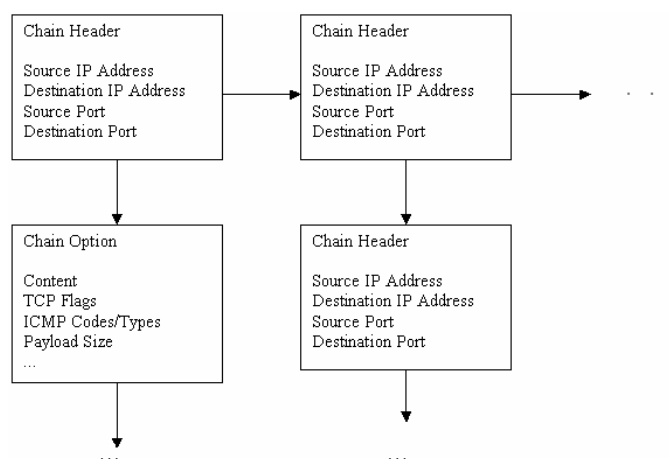 Chain Header
Source IP Address
Destination IP Address
Source Port
Destination Port
Chain Header
Source IP Address
Destination IP Address
Source Port
Destination Port
. .
Chain Option
Content
TCP Flags
ICMP Codes/Types
Payload Size
...
Chain Header
Source IP Address
Destination IP Address
Source Port
Destination Port
...
...